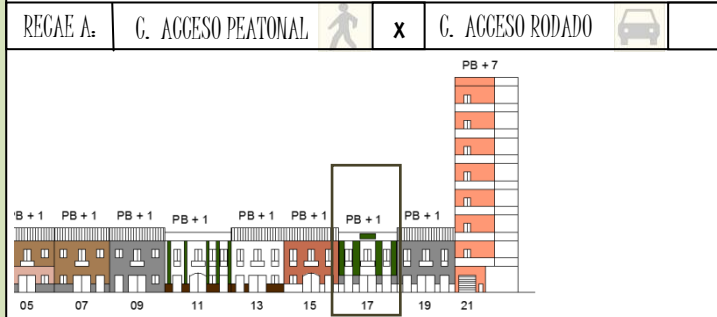 RECAE A: C. ACCESO PEATONAL X C. ACCESO RODADO
PB + 7
PB + 1 PB + 1 PB + 1 PB + 1 PB + 1 PB + 1 PB + 1 PB + 1
05 07 09 11 13 15 17 19 21